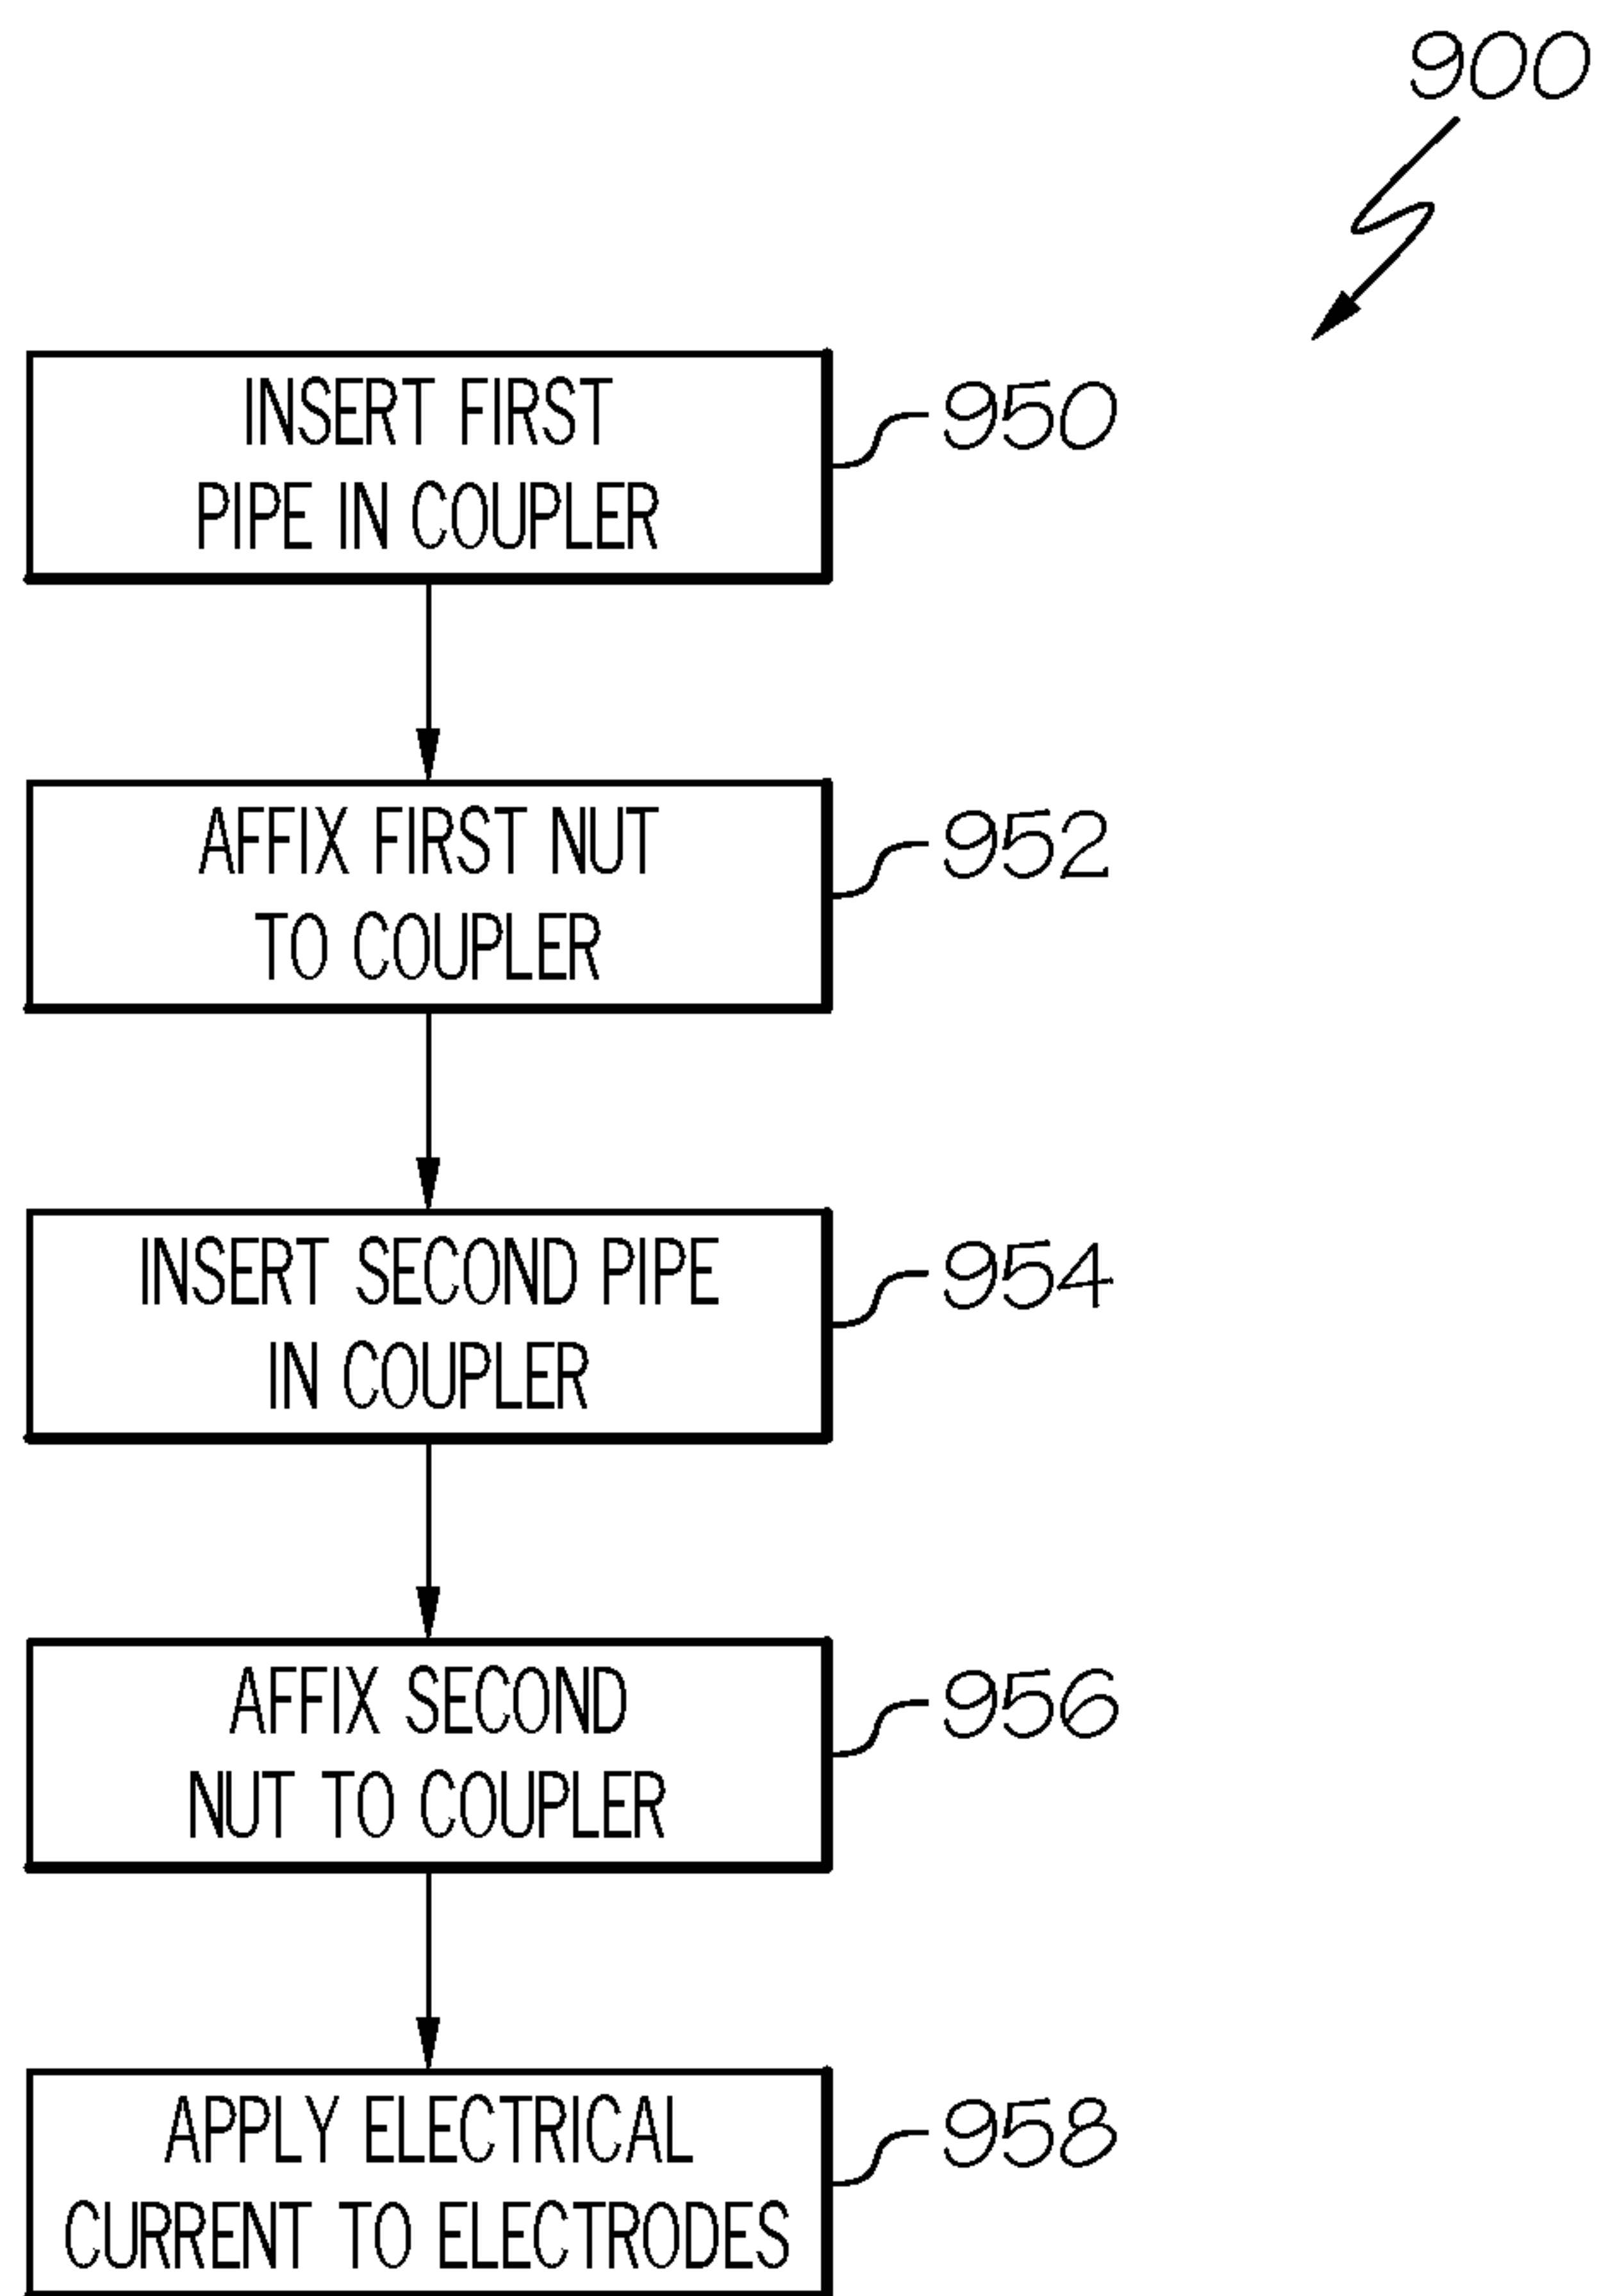 900
INSERT FIRST
PIPE IN COUPLER
950
AFFIX FIRST NUT
TO COUPLER
952
INSERT SECOND PIPE
IN COUPLER
954
AFFIX SECOND
NUT TO COUPLER
956
APPLY ELECTRICAL
CURRENT TO ELECTRODES
958